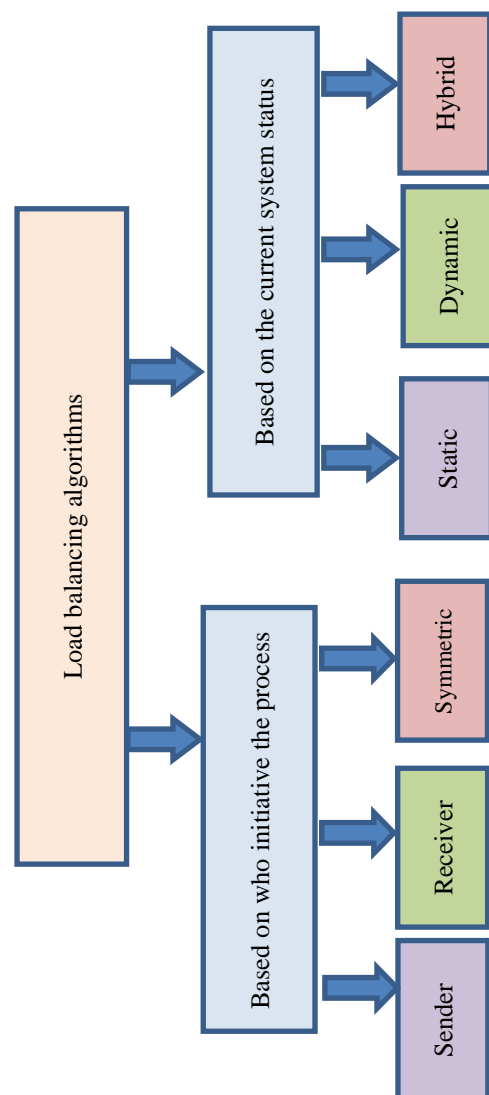 Load balancing algorithms
Based on who initiative the process
Based on the current system status
Sender
Receiver
Symmetric
Static
Dynamic
Hybrid